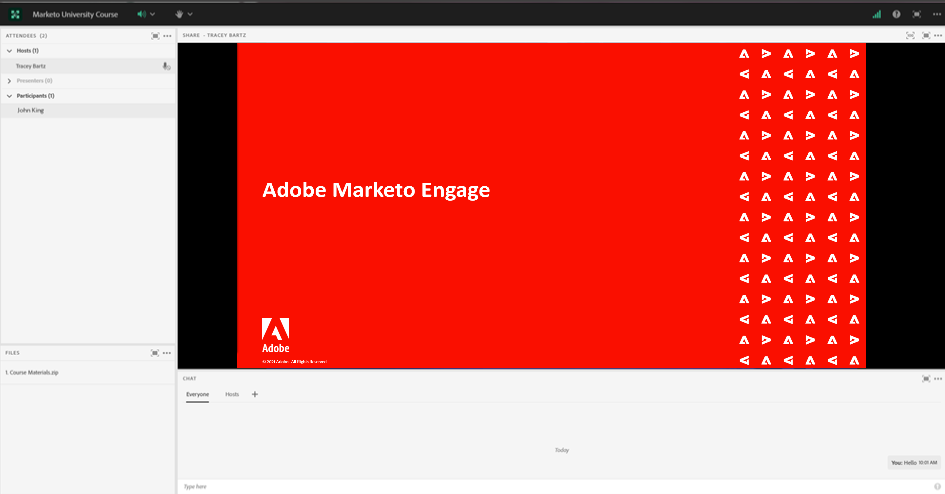 Marketo University Course
ATTENDEES (2)
Hosts (1)
Tracey Bartz
Presenters (0)
Participants (1)
John King
FILES
1. Course Materials.zip
SHARE - TRACEY BARTZ
Adobe Marketo Engage
Adobe
© 2021 Adobe. All Rights Reserved.
CHAT
Everyone
Hosts
Today
You: Hello 10:01 AM
Type here